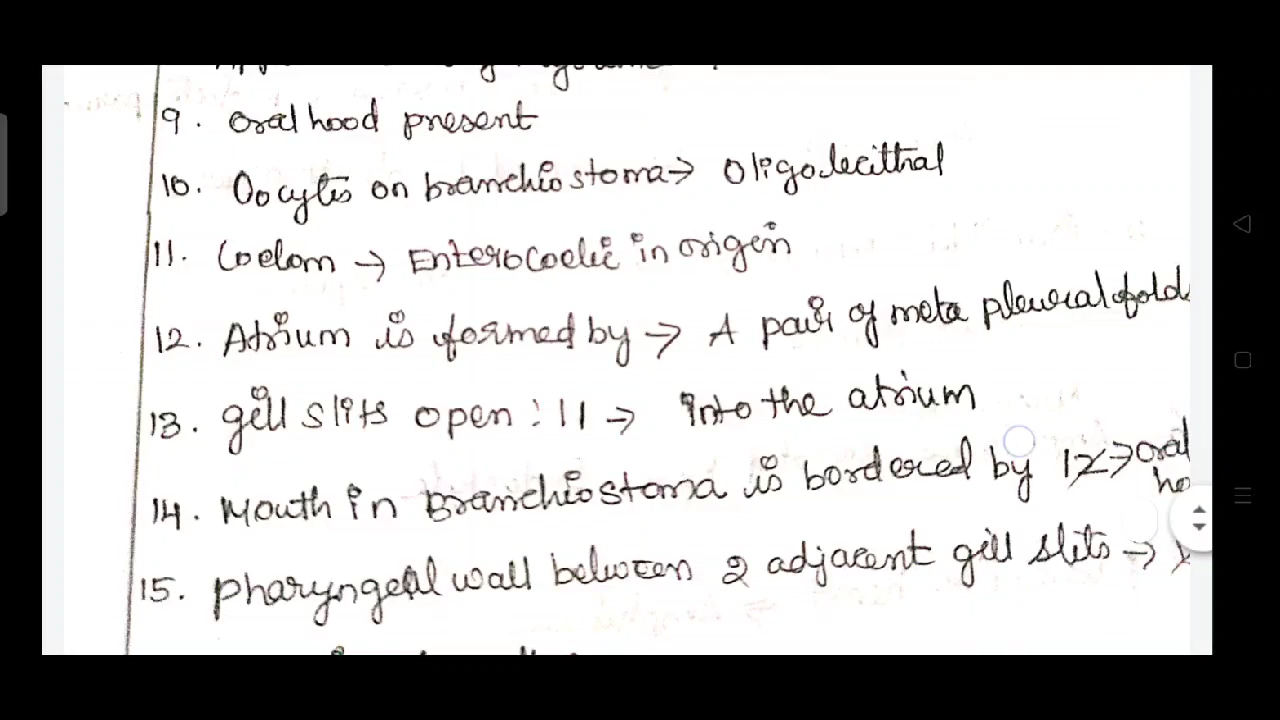 9. Oral hood present
10. Oocytes on branchiostoma → Oligolecithal
11. Coelom → Enterocoelic in origin
12. Atrium is formed by → A pair of meta pleural fold
13. gill slits open : 11 → into the atrium
14. Mouth in Branchiostoma is bordered by 12 → oral
ho
15. Pharyngeal wall between 2 adjacent gill slits →